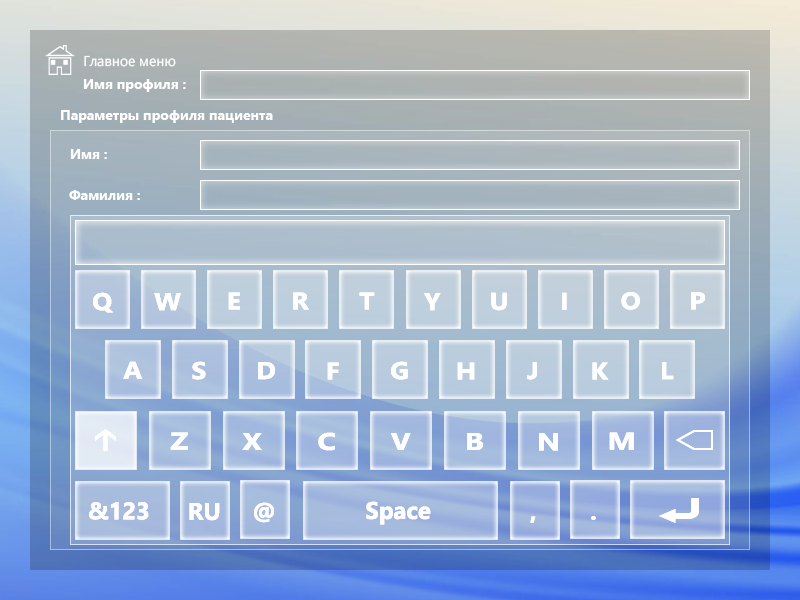 Главное меню
Имя профиля :
Параметры профиля пациента
Имя :
Фамилия :
Q W E R T Y U I O P
A S D F G H J K L
Z X C V B N M
&123 RU @ Space , .